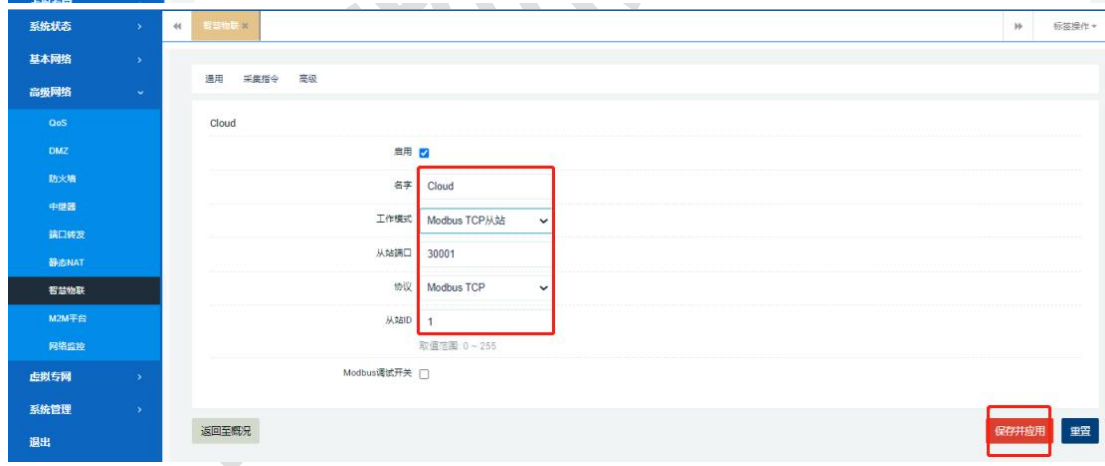 系统状态
智慧物联
标签操作
基本网络
高级网络
通用 采集指令 高级
QoS
DMZ
防火墙
中继器
端口转发
静态NAT
智慧物联
M2M平台
网络监控
虚拟专网
系统管理
退出
Cloud
启用
名字 Cloud
工作模式 Modbus TCP从站
从站端口 30001
协议 Modbus TCP
从站ID 1
取值范围: 0 ~ 255
Modbus调试开关
返回至概况
保存并应用
重置